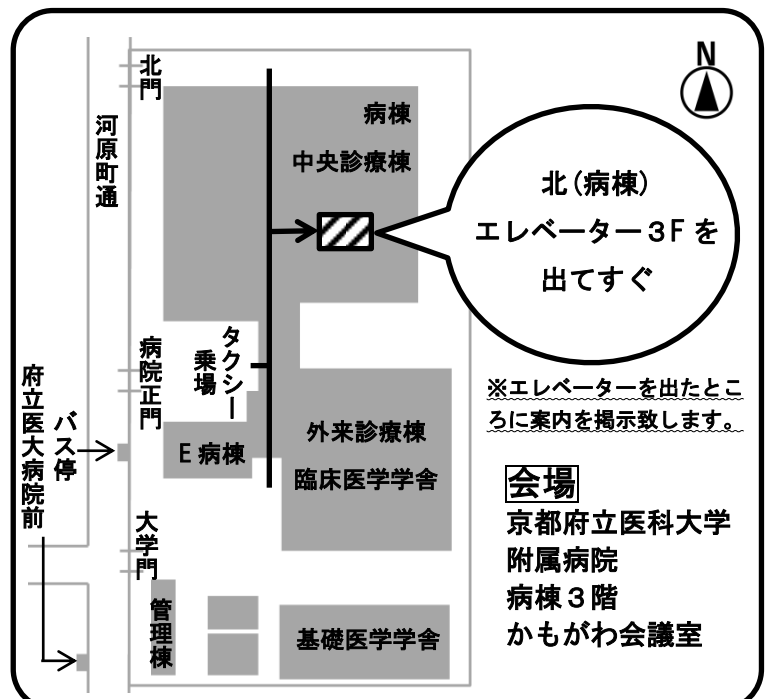 N
北門
河原町通
病棟
中央診療棟
北(病棟)
エレベーター3Fを
出てすぐ
病院正門
タクシー
乗場
府立医大病院前
バス停
※エレベーターを出たとこ
ろに案内を掲示致します。
E病棟
外来診療棟
臨床医学学舎
会場
京都府立医科大学
附属病院
病棟3階
かもがわ会議室
大学門
管理棟
基礎医学学舎